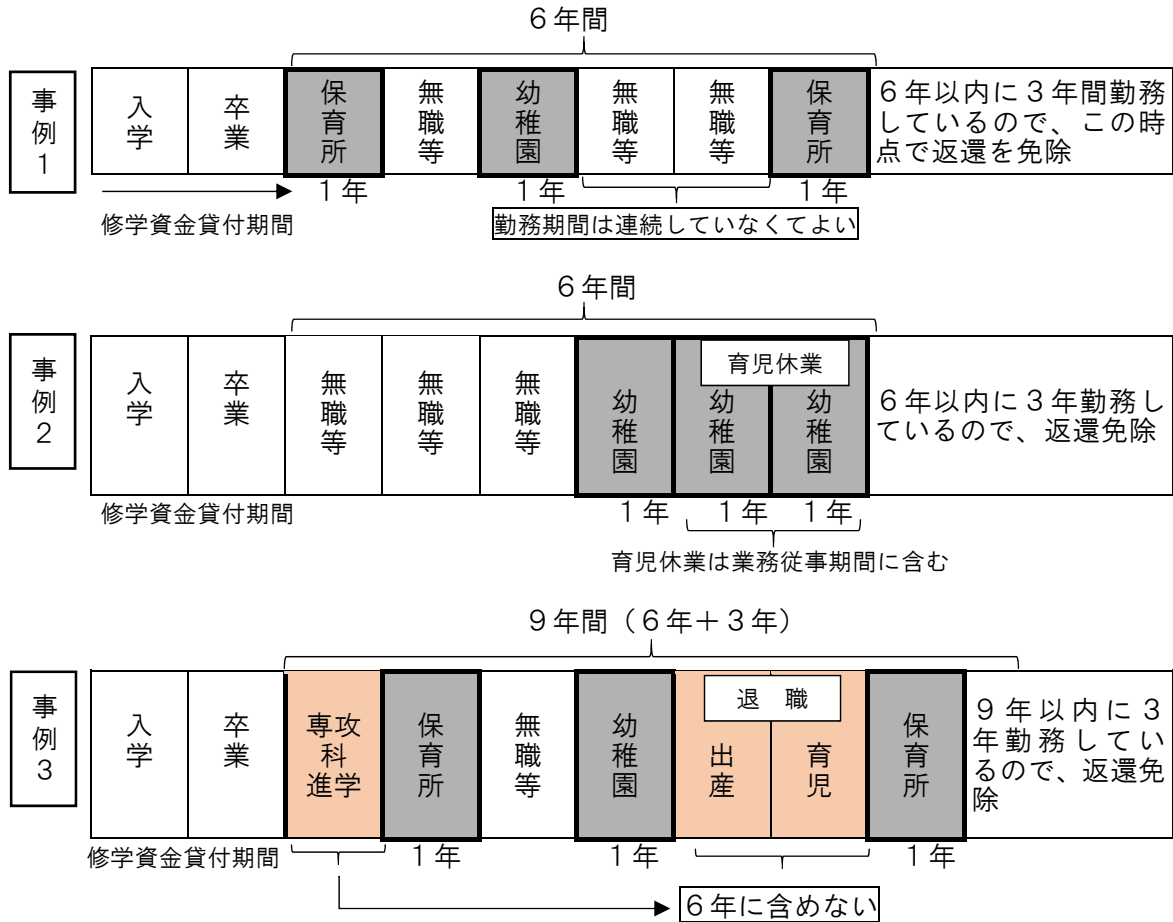 6年間
事例1
入学
卒業
保育所
無職等
幼稚園
無職等
無職等
保育所
6年以内に3年間勤務
しているので、この時
点で返還を免除
1年
1年
1年
修学資金貸付期間
勤務期間は連続していなくてよい
6年間
事例2
入学
卒業
無職等
無職等
無職等
幼稚園
育児休業
幼稚園
幼稚園
6年以内に3年勤務し
ているので、返還免除
修学資金貸付期間
1年
1年
1年
育児休業は業務従事期間に含む
9年間(6年+3年)
事例3
入学
卒業
専攻
科
進学
保育所
無職等
幼稚園
退 職
出産
育児
保育所
9年以内に3
年勤務してい
るので、返還免
除
修学資金貸付期間
1年
1年
1年
6年に含めない